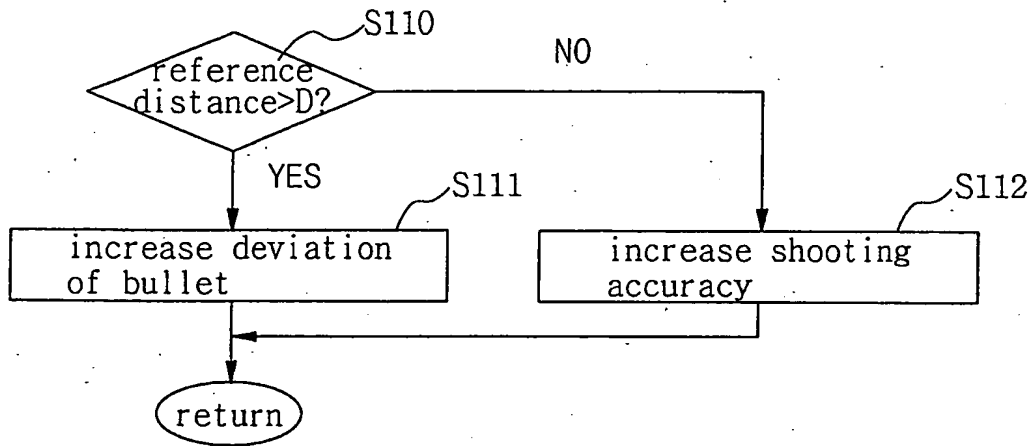 S110
NO
reference
distance>D?
YES
S111
S112
increase deviation
of bullet
increase shooting
accuracy
return